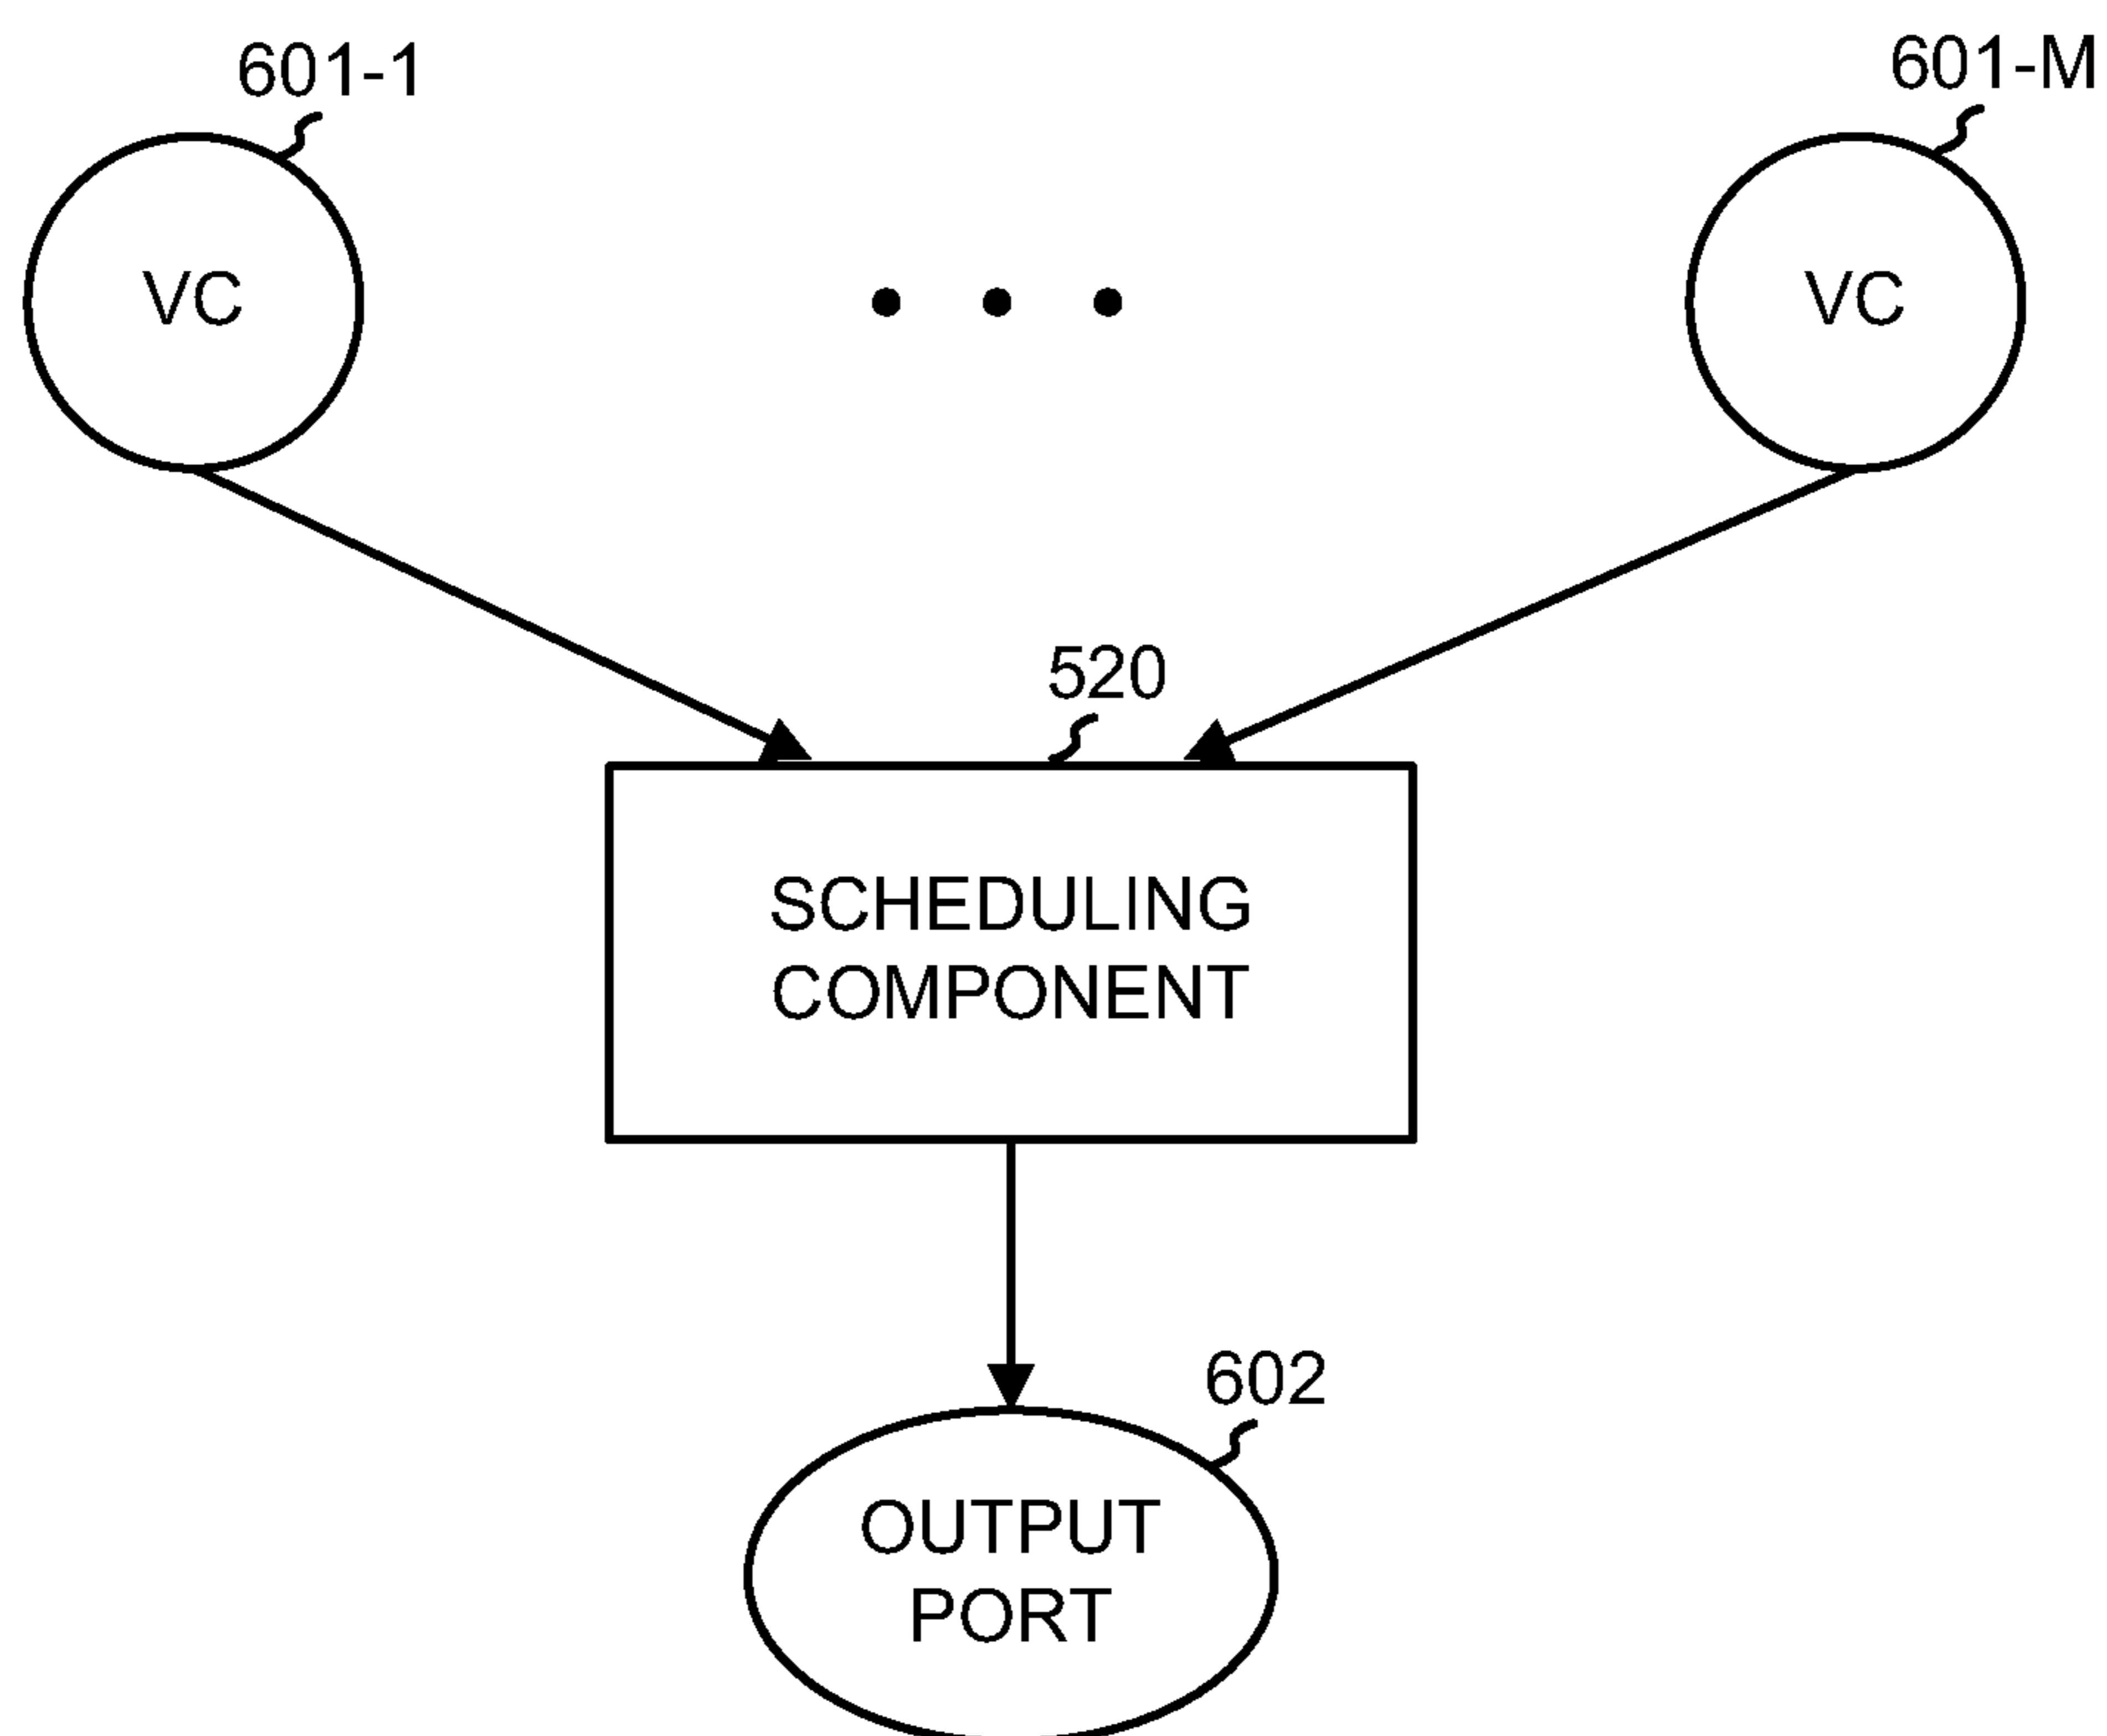 601-1
601-M
VC
VC
520
SCHEDULING
COMPONENT
602
OUTPUT
PORT